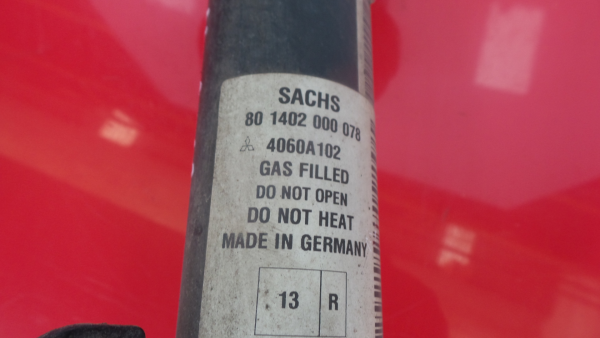 SACHS
80 1402 000 078
4060A102
GAS FILLED
DO NOT OPEN
DO NOT HEAT
MADE IN GERMANY
13 R